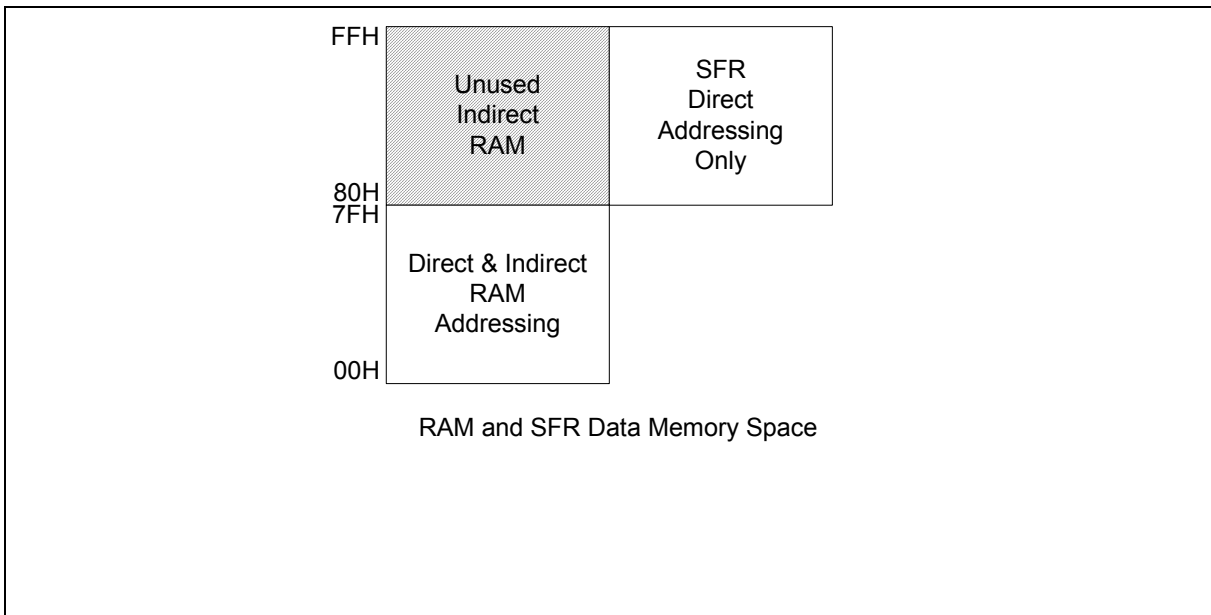 FFH
Unused
Indirect
RAM
SFR
Direct
Addressing
Only
80H
7FH
Direct & Indirect
RAM
Addressing
00H
RAM and SFR Data Memory Space